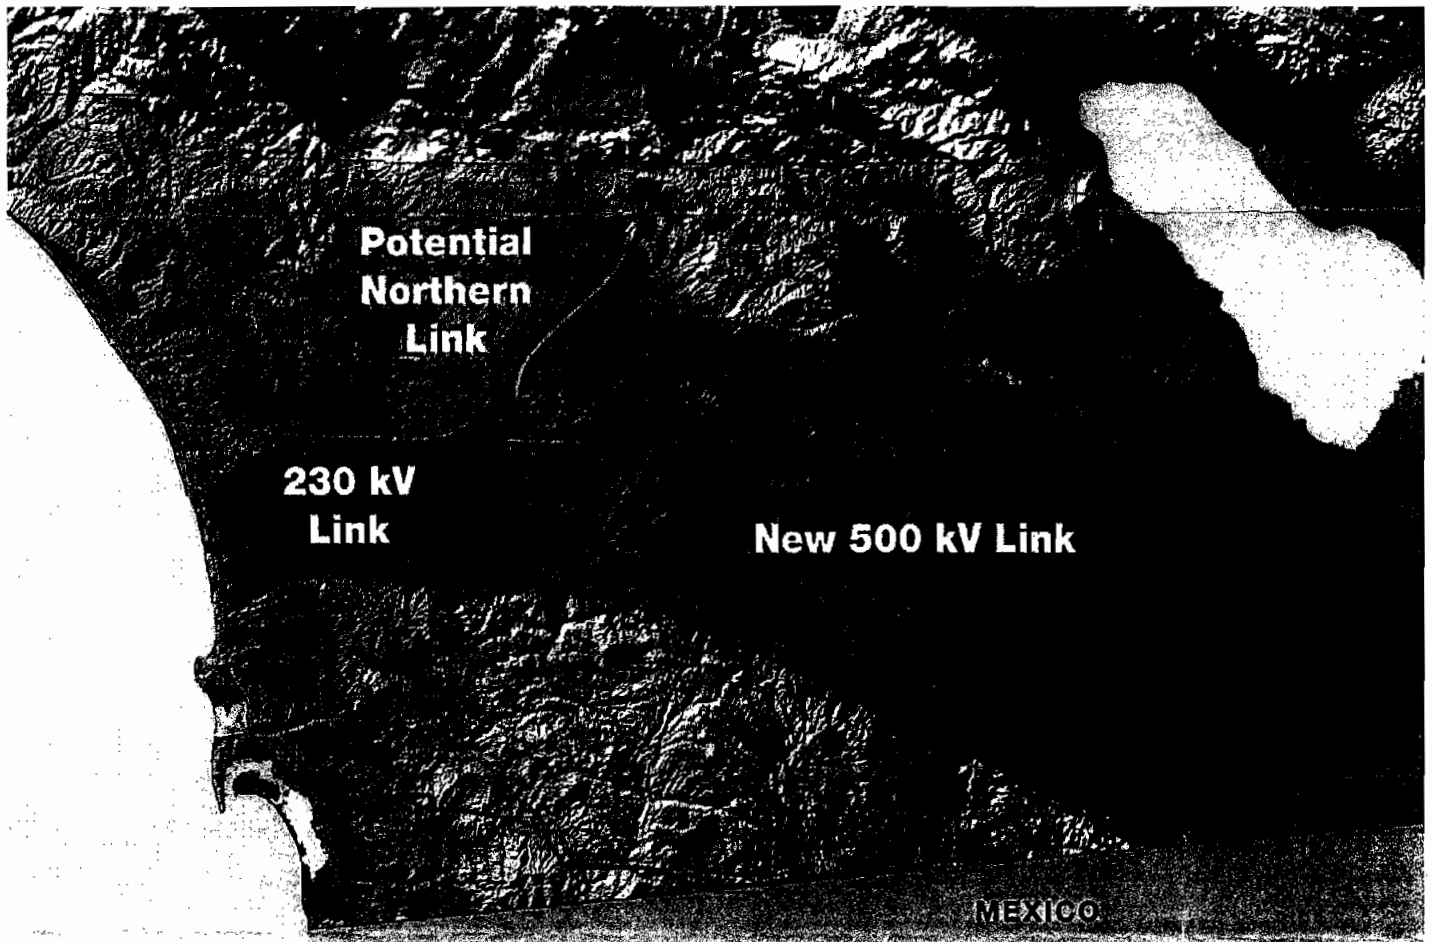 Potential
Northern
Link
230 kV
Link
New 500 kV Link
MEXICO